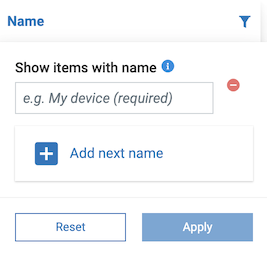 Name
Show items with name
e.g. My device (required)
Add next name
Reset
Apply